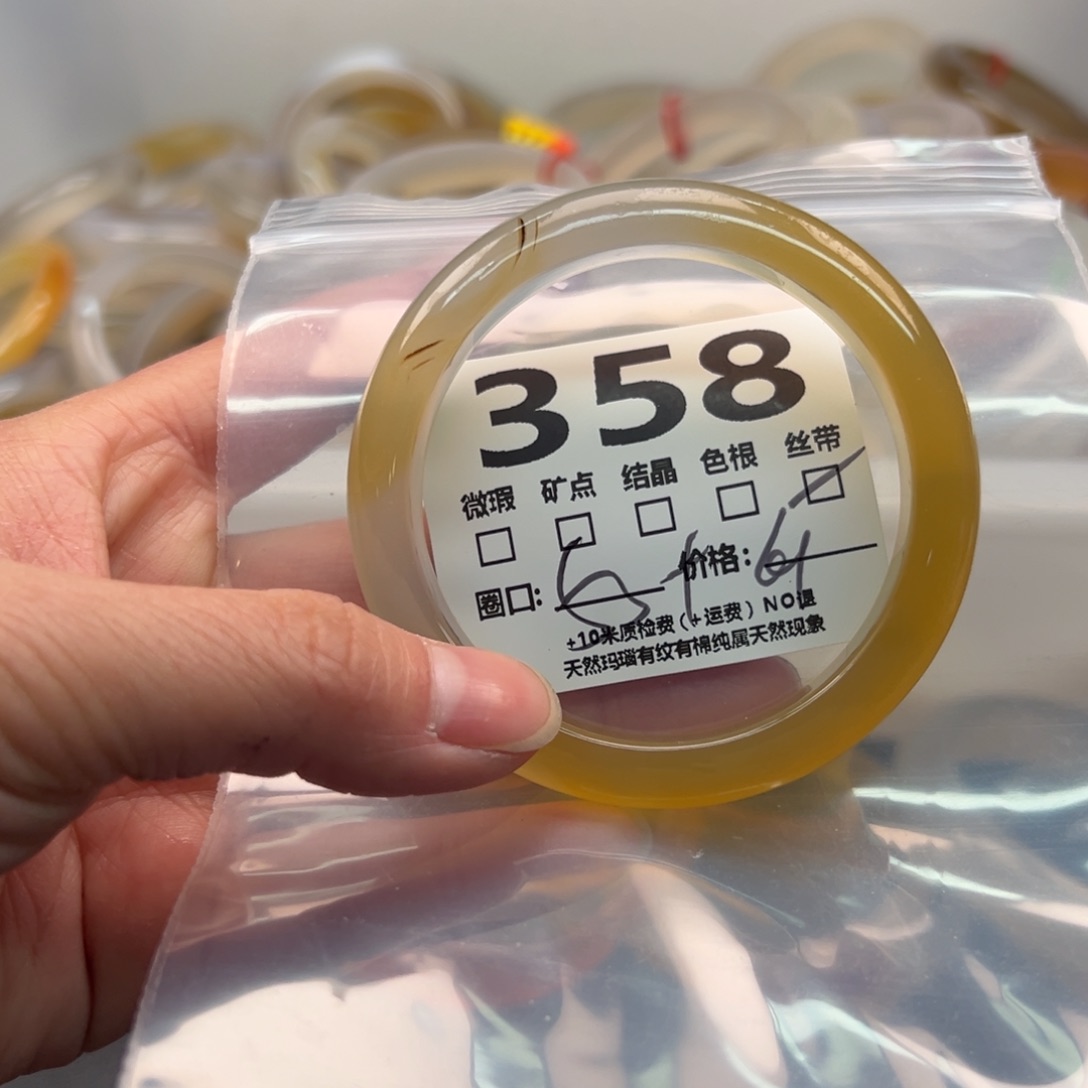 358
微瑕 矿点 结晶 色根 丝带
圈口: 价格:
+10米质检费(+运费)NO退
天然玛瑙有纹有棉纯属天然现象